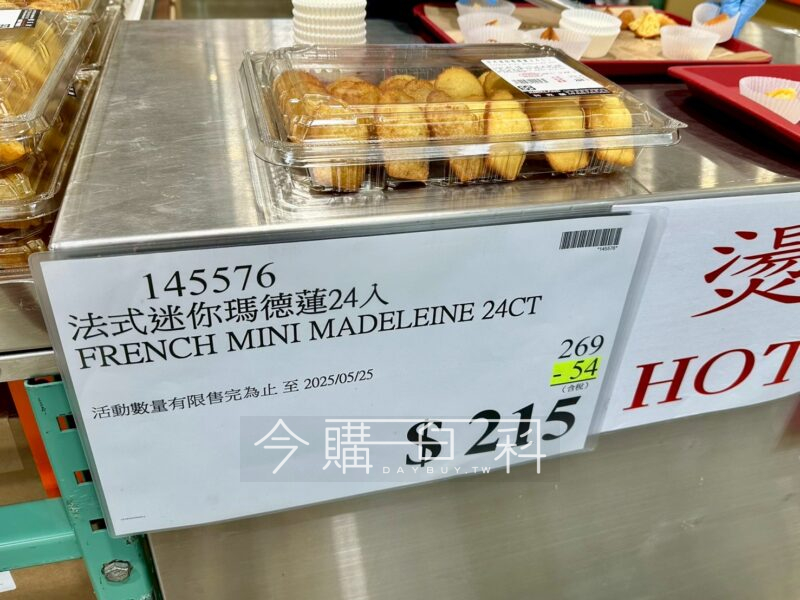 145576
法式迷你瑪德蓮24入
FRENCH MINI MADELEINE 24CT
269
- 54
(含稅)
活動數量有限售完為止 至 2025/05/25
$ 215
*145576*
今購百科
DAYBUY.TW
燙
HOT